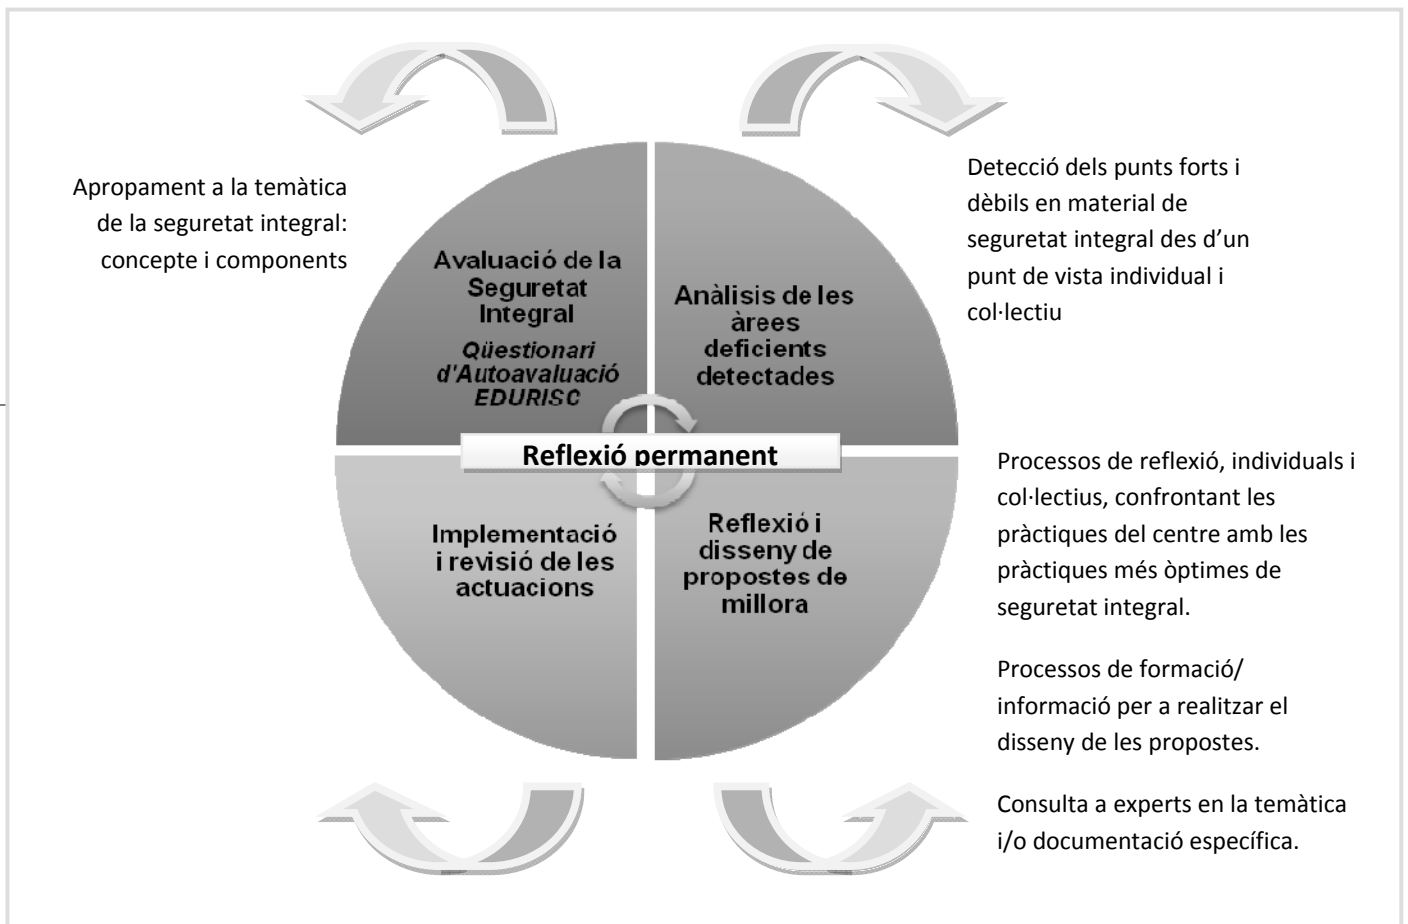 Apropament a la temàtica
de la seguretat integral:
concepte i components
Avaluació de la
Seguretat
Integral
Qüestionari
d'Autoavaluació
EDURISC
Anàlisis de les
àrees
deficients
detectades
Detecció dels punts forts i
dèbils en material de
seguretat integral des d’un
punt de vista individual i
col·lectiu
Reflexió permanent
Implementació
i revisió de les
actuacions
Reflexió i
disseny de
propostes de
millora
Processos de reflexió, individuals i
col·lectius, confrontant les
pràctiques del centre amb les
pràctiques més òptimes de
seguretat integral.
Processos de formació/
informació per a realitzar el
disseny de les propostes.
Consulta a experts en la temàtica
i/o documentació específica.